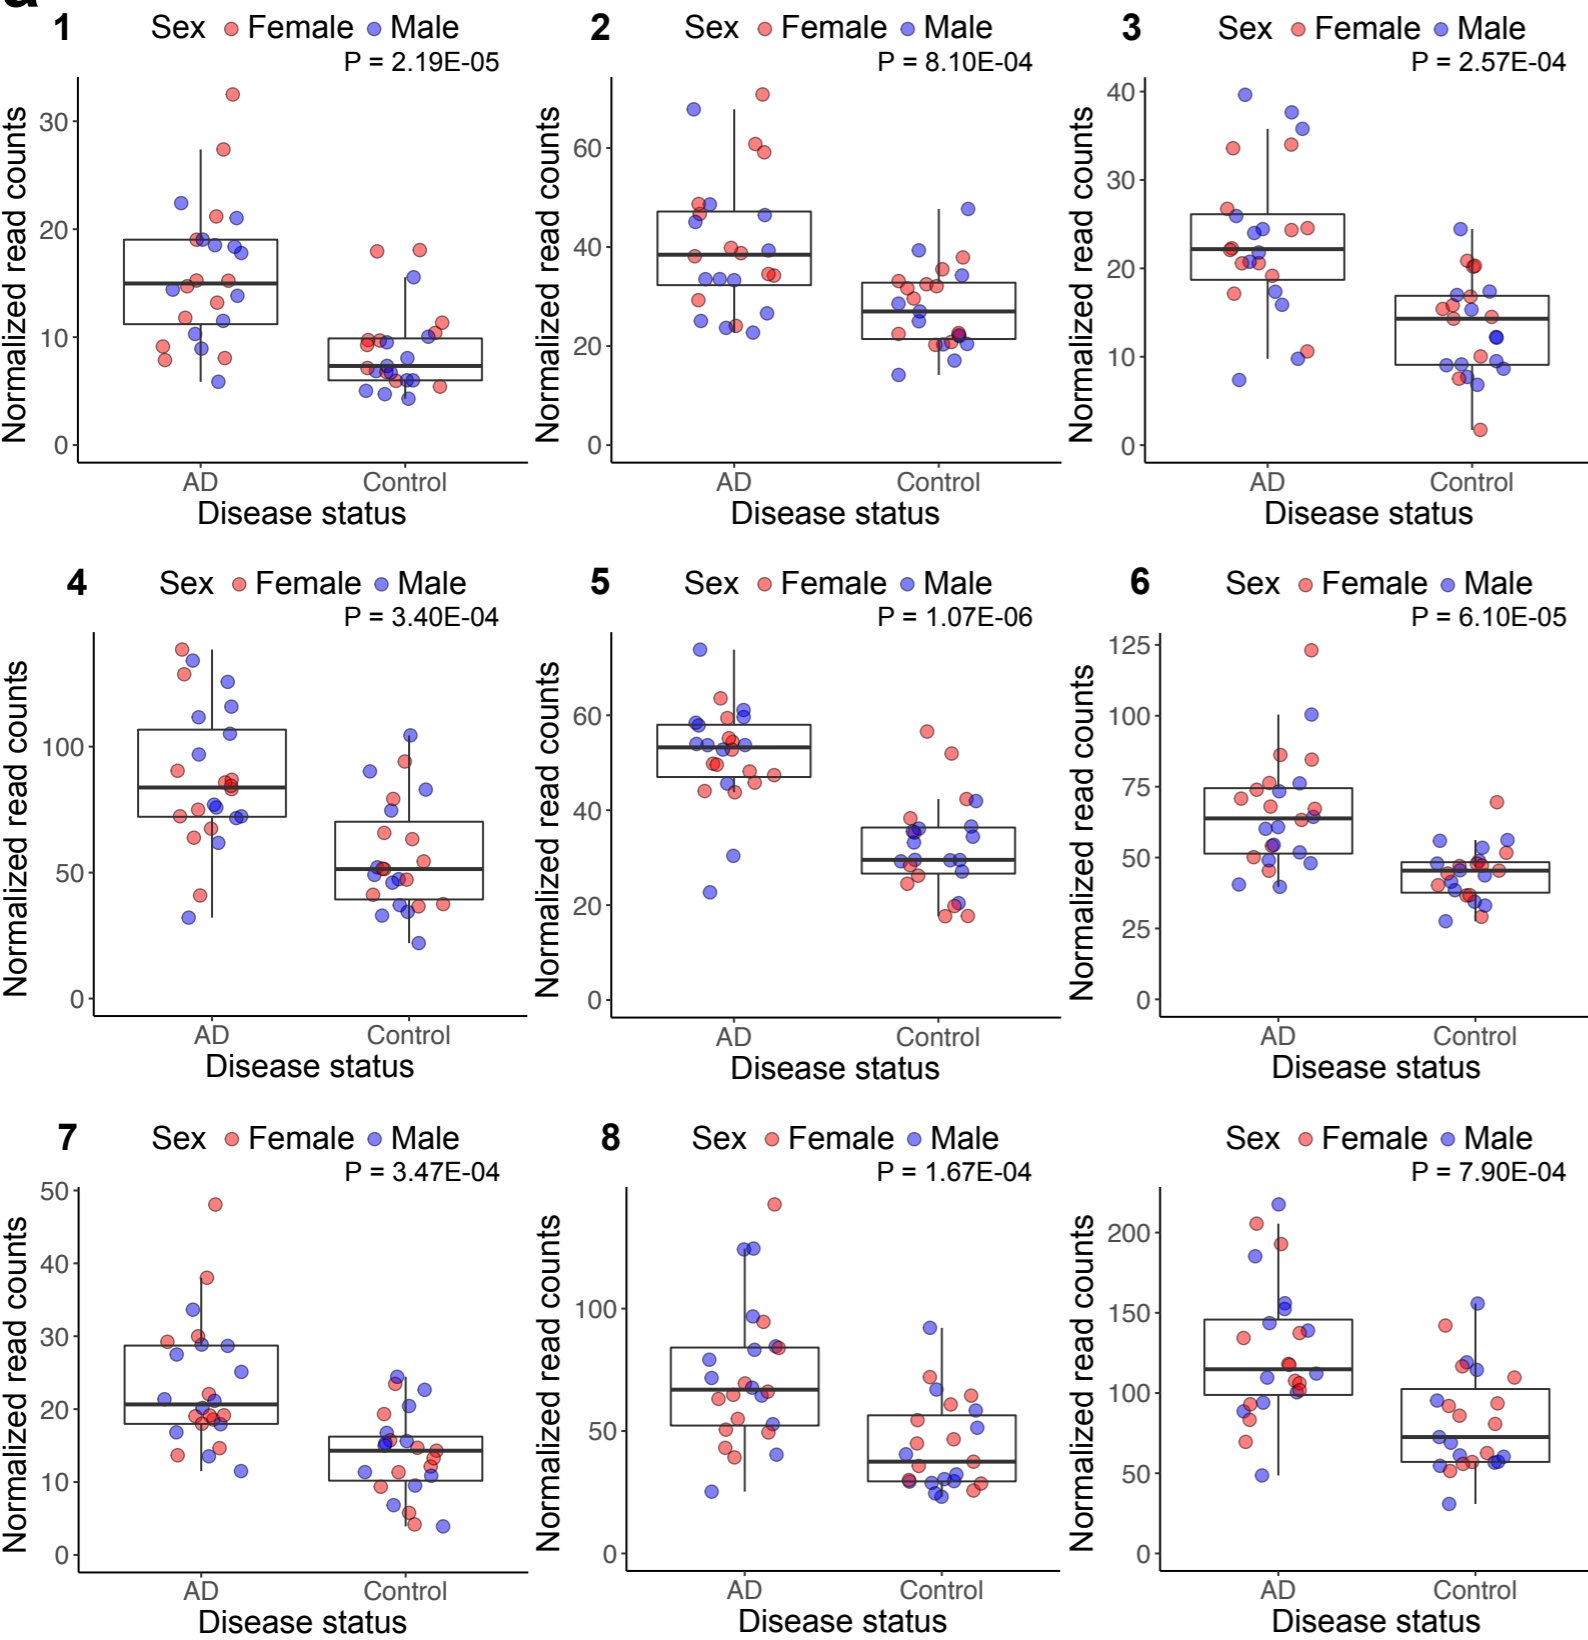 1 Sex Female Male
P = 2.19E-05
Normalized read counts
30
20
10
0
AD Control
Disease status
2 Sex Female Male
P = 8.10E-04
Normalized read counts
60
40
20
0
AD Control
Disease status
3 Sex Female Male
P = 2.57E-04
Normalized read counts
40
30
20
10
0
AD Control
Disease status
4 Sex Female Male
P = 3.40E-04
Normalized read counts
100
50
0
AD Control
Disease status
5 Sex Female Male
P = 1.07E-06
Normalized read counts
60
40
20
0
AD Control
Disease status
6 Sex Female Male
P = 6.10E-05
Normalized read counts
125
100
75
50
25
0
AD Control
Disease status
7 Sex Female Male
P = 3.47E-04
Normalized read counts
50
40
30
20
10
0
AD Control
Disease status
8 Sex Female Male
P = 1.67E-04
Normalized read counts
100
50
0
AD Control
Disease status
Sex Female Male
P = 7.90E-04
Normalized read counts
200
150
100
50
0
AD Control
Disease status